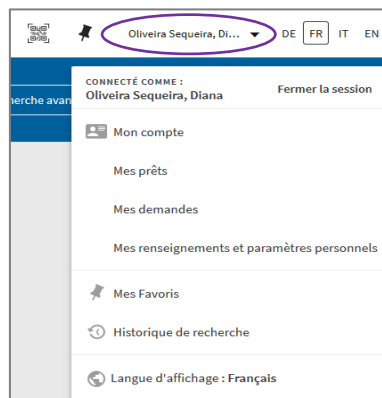 Oliveira Sequeira, Di... DE FR IT EN
herche avan
CONNECTÉ COMME :
Oliveira Sequeira, Diana
Fermer la session
Mon compte
Mes prêts
Mes demandes
Mes renseignements et paramètres personnels
Mes Favoris
Historique de recherche
Langue d'affichage : Français